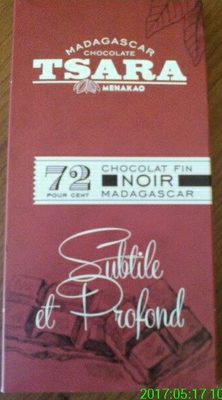 MADAGASCAR
CHOCOLATE
TSARA
MENAKAO
72
POUR CENT
CHOCOLAT FIN
NOIR
MADAGASCAR
Subtile
et Profond
2017:05:17 10